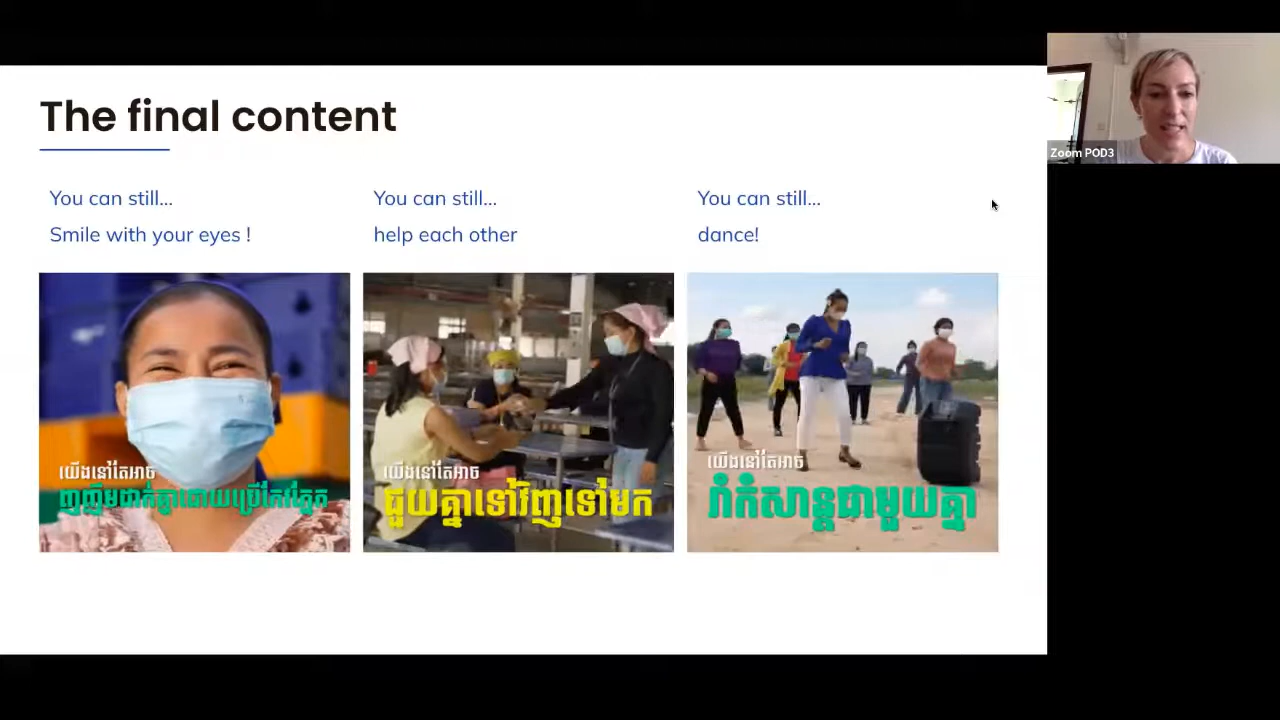 The final content
You can still...
Smile with your eyes !
You can still...
help each other
You can still...
dance!
យើងនៅតែអាច
ញញឹមដាក់គ្នាដោយប្រើកែវភ្នែក
យើងនៅតែអាច
ជួយគ្នាទៅវិញទៅមក
យើងនៅតែអាច
រាំកំសាន្តជាមួយគ្នា
Zoom POD3